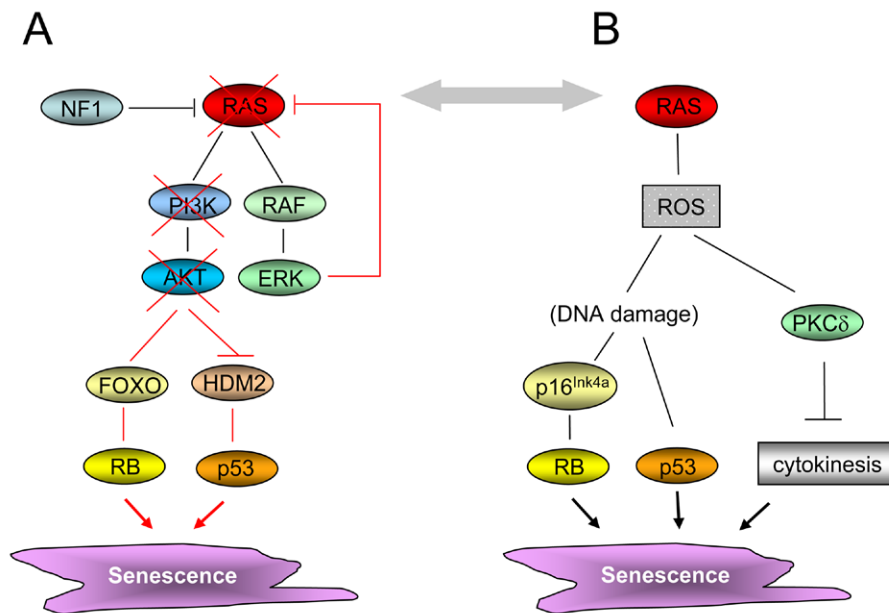 A
NF1
RAS
PI3K
RAF
AKT
ERK
FOXO
HDM2
RB
p53
Senescence
B
RAS
ROS
(DNA damage)
PKCδ
p16Ink4a
RB
p53
cytokinesis
Senescence